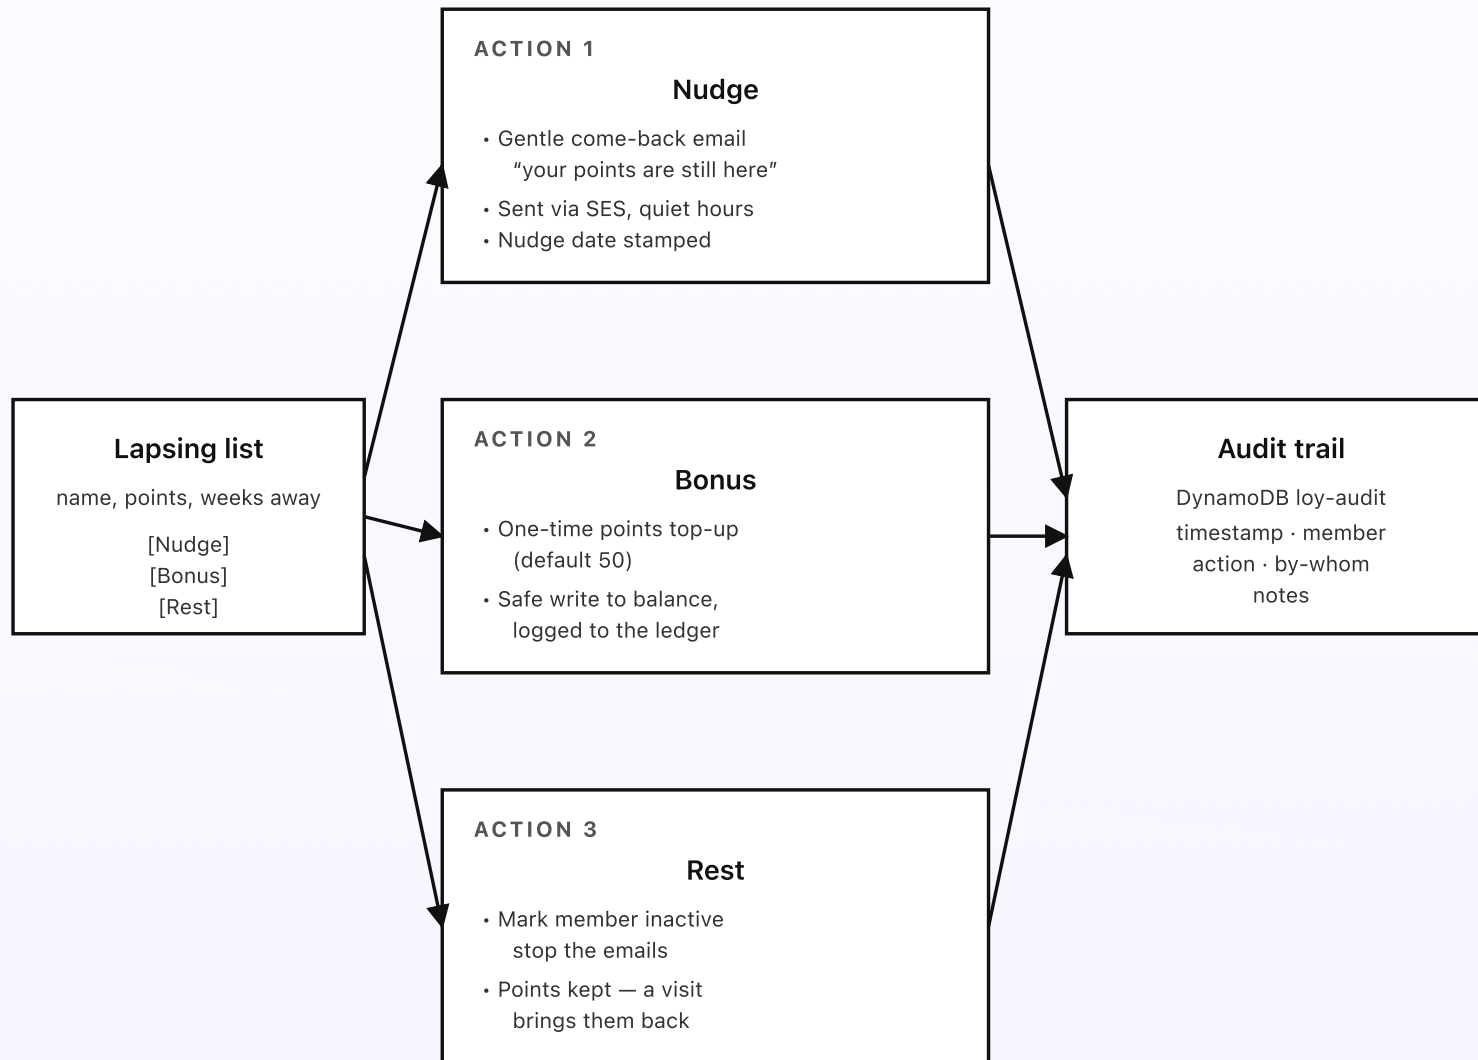 ACTION 1
Nudge
• Gentle come-back email
“your points are still here”
• Sent via SES, quiet hours
• Nudge date stamped
Lapsing list
name, points, weeks away
[Nudge]
[Bonus]
[Rest]
ACTION 2
Bonus
• One-time points top-up
(default 50)
• Safe write to balance,
logged to the ledger
Audit trail
DynamoDB loy-audit
timestamp · member
action · by-whom
notes
ACTION 3
Rest
• Mark member inactive
stop the emails
• Points kept — a visit
brings them back